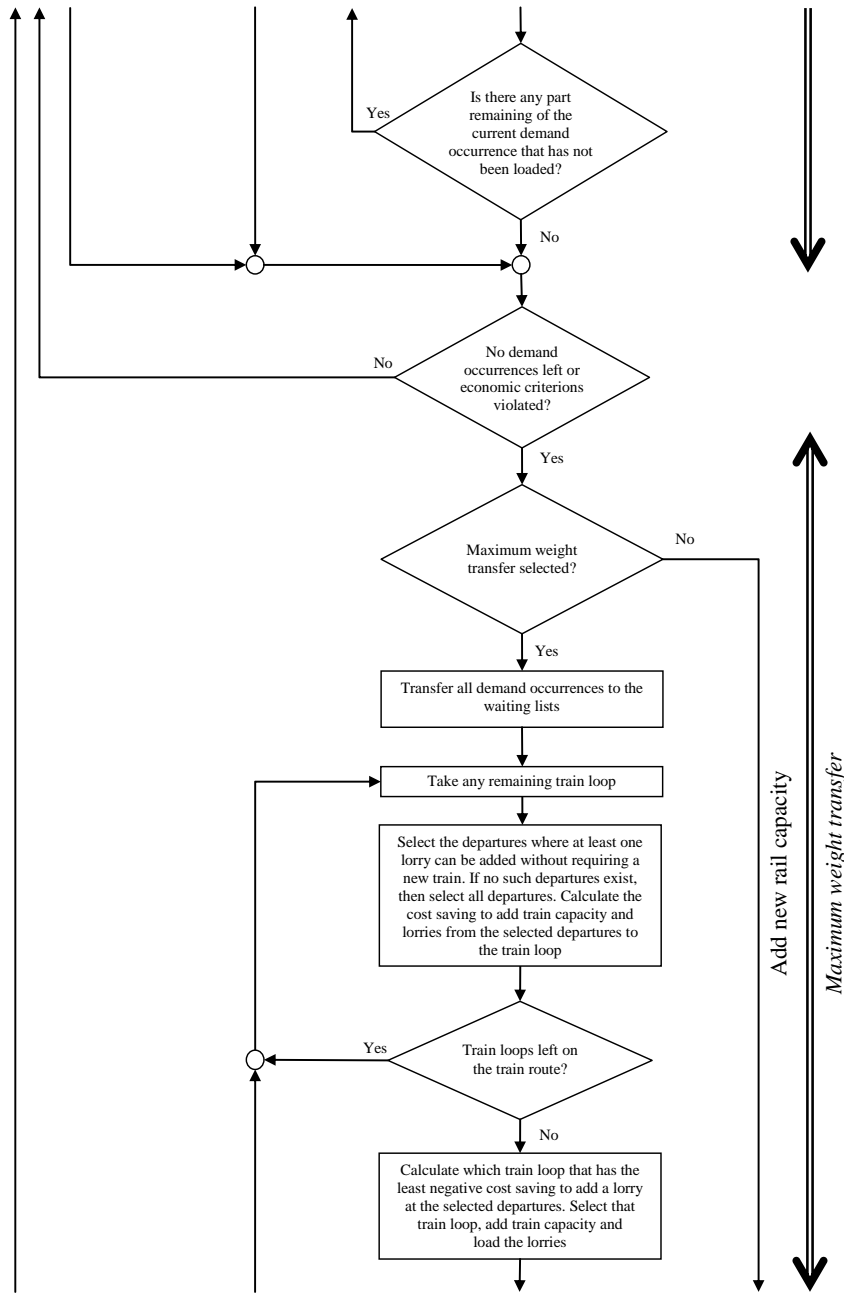 Is there any part
remaining of the
current demand
occurrence that has not
been loaded?
Yes
No
No demand
occurrences left or
economic criterions
violated?
No
Yes
Maximum weight
transfer selected?
No
Yes
Transfer all demand occurrences to the
waiting lists
Take any remaining train loop
Select the departures where at least one
lorry can be added without requiring a
new train. If no such departures exist,
then select all departures. Calculate the
cost saving to add train capacity and
lorries from the selected departures to
the train loop
Train loops left on
the train route?
Yes
No
Calculate which train loop that has the
least negative cost saving to add a lorry
at the selected departures. Select that
train loop, add train capacity and
load the lorries
Add new rail capacity
Maximum weight transfer